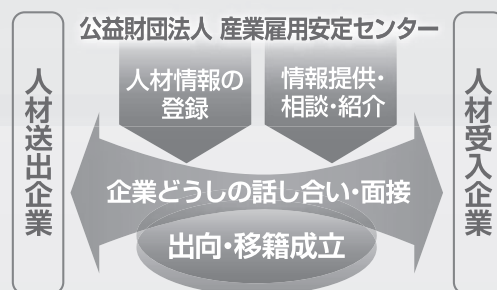 公益財団法人 産業雇用安定センター
人材送出企業
人材情報の
登録
情報提供・
相談・紹介
人材受入企業
企業どうしの話し合い・面接
出向・移籍成立